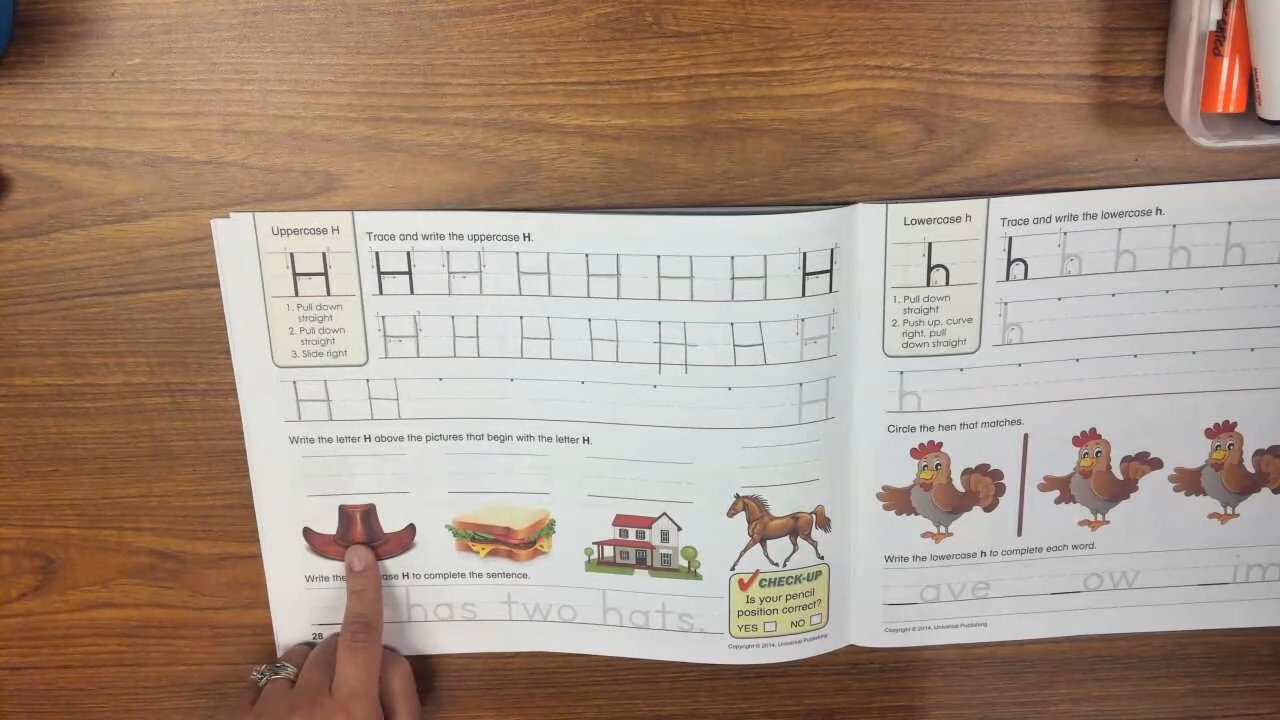 Uppercase H
H
1. Pull down
straight
2. Pull down
straight
3. Slide right
Trace and write the uppercase H.
H H H H H H H
H H H H H H H
H H H
Write the letter H above the pictures that begin with the letter H.
Write the case H to complete the sentence.
has two hats.
CHECK-UP
Is your pencil
position correct?
YES NO
28
Copyright © 2014, Universal Publishing
Lowercase h
h
1. Pull down
straight
2. Push up, curve
right, pull
down straight
Trace and write the lowercase h.
h h h h h
h
h
Circle the hen that matches.
Write the lowercase h to complete each word.
_ave _ow _im
Copyright © 2014, Universal Publishing